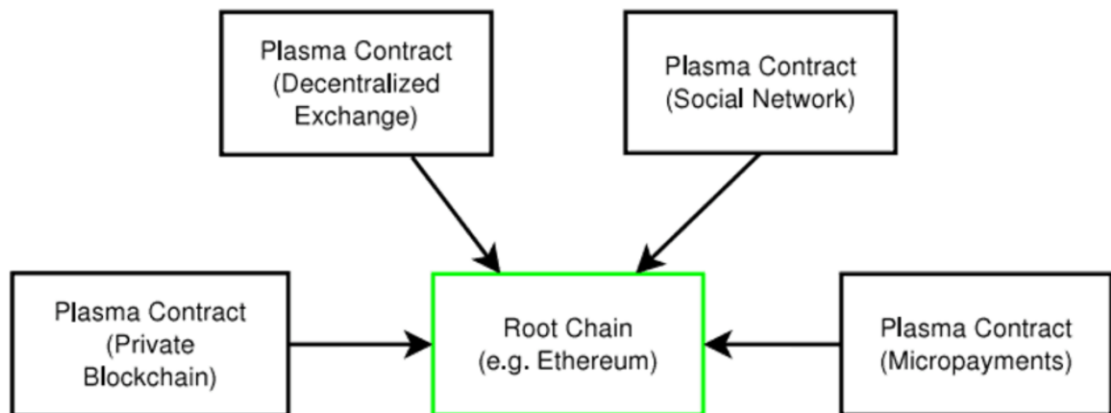 Plasma Contract
(Decentralized
Exchange)
Plasma Contract
(Social Network)
Plasma Contract
(Private
Blockchain)
Root Chain
(e.g. Ethereum)
Plasma Contract
(Micropayments)